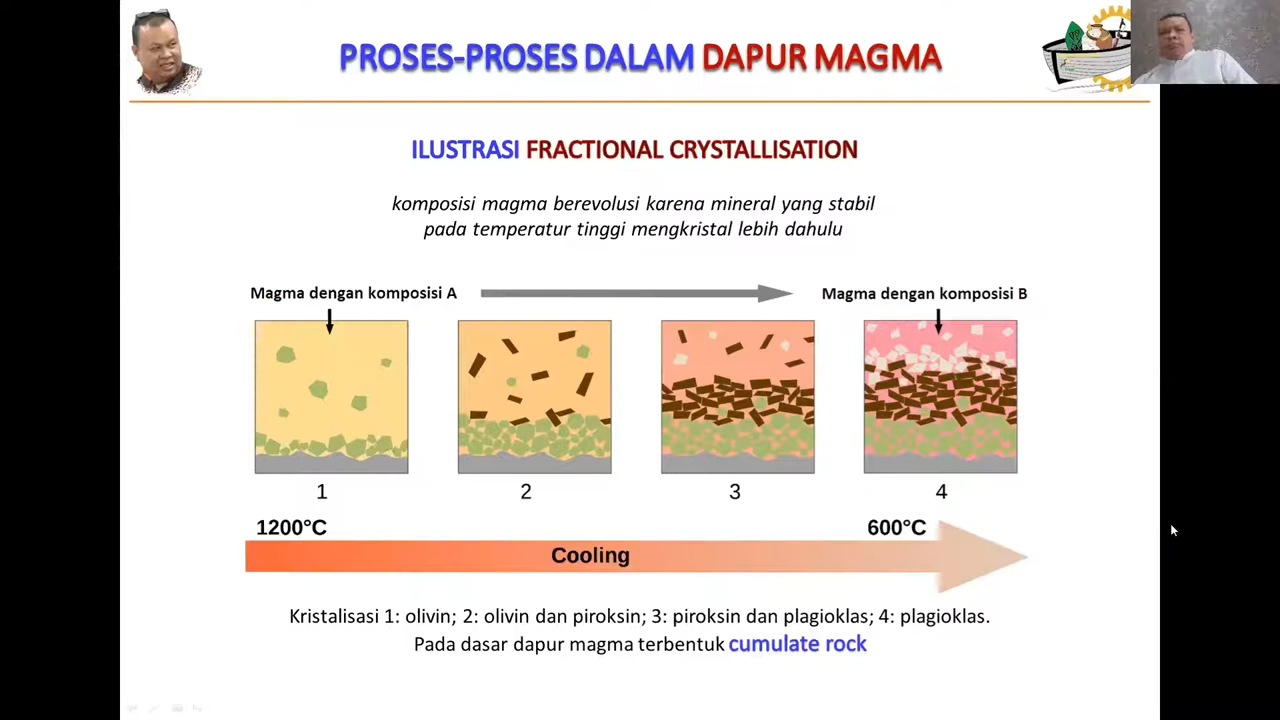 PROSES-PROSES DALAM DAPUR MAGMA
ILUSTRASI FRACTIONAL CRYSTALLISATION
komposisi magma berevolusi karena mineral yang stabil
pada temperatur tinggi mengkristal lebih dahulu
Magma dengan komposisi A
Magma dengan komposisi B
1
2
3
4
1200°C
600°C
Cooling
Kristalisasi 1: olivin; 2: olivin dan piroksin; 3: piroksin dan plagioklas; 4: plagioklas.
Pada dasar dapur magma terbentuk cumulate rock